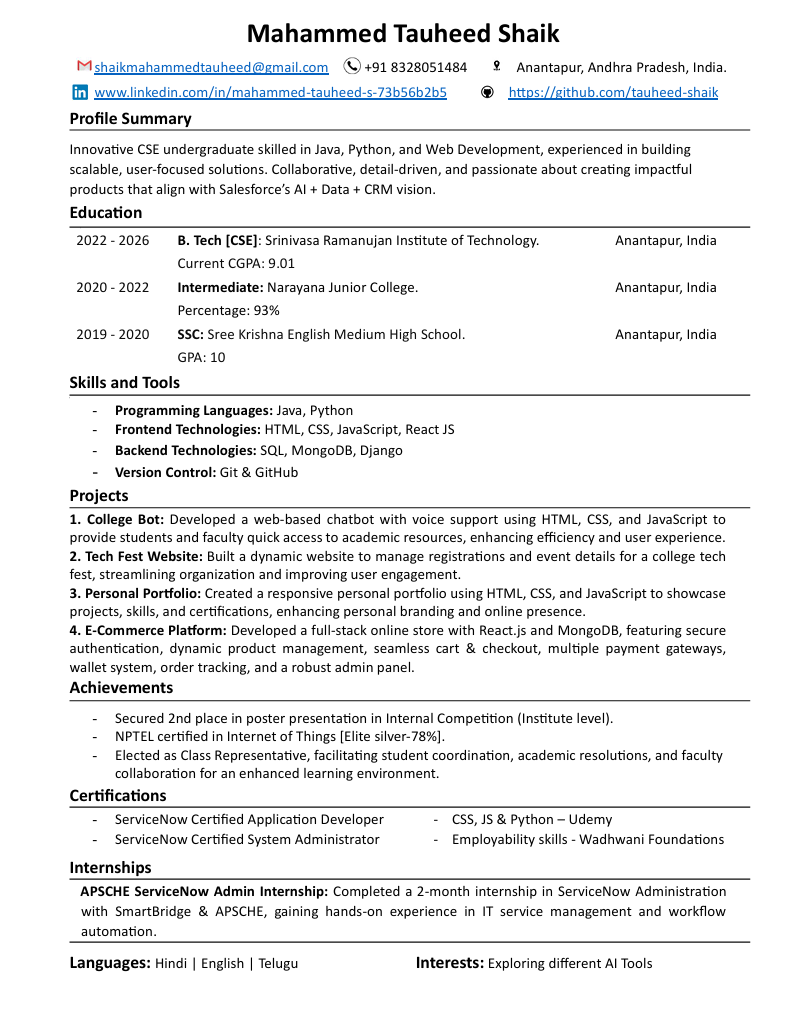 Mahammed Tauheed Shaik
shaikmahammedtauheed@gmail.com +91 8328051484 Anantapur, Andhra Pradesh, India.
in www.linkedin.com/in/mahammed-tauheed-s-73b56b2b5 https://github.com/tauheed-shaik
Profile Summary
Innovative CSE undergraduate skilled in Java, Python, and Web Development, experienced in building
scalable, user-focused solutions. Collaborative, detail-driven, and passionate about creating impactful
products that align with Salesforce’s AI + Data + CRM vision.
Education
2022 - 2026 B. Tech [CSE]: Srinivasa Ramanujan Institute of Technology. Anantapur, India
Current CGPA: 9.01
2020 - 2022 Intermediate: Narayana Junior College. Anantapur, India
Percentage: 93%
2019 - 2020 SSC: Sree Krishna English Medium High School. Anantapur, India
GPA: 10
Skills and Tools
- Programming Languages: Java, Python
- Frontend Technologies: HTML, CSS, JavaScript, React JS
- Backend Technologies: SQL, MongoDB, Django
- Version Control: Git & GitHub
Projects
1. College Bot: Developed a web-based chatbot with voice support using HTML, CSS, and JavaScript to
provide students and faculty quick access to academic resources, enhancing efficiency and user experience.
2. Tech Fest Website: Built a dynamic website to manage registrations and event details for a college tech
fest, streamlining organization and improving user engagement.
3. Personal Portfolio: Created a responsive personal portfolio using HTML, CSS, and JavaScript to showcase
projects, skills, and certifications, enhancing personal branding and online presence.
4. E-Commerce Platform: Developed a full-stack online store with React.js and MongoDB, featuring secure
authentication, dynamic product management, seamless cart & checkout, multiple payment gateways,
wallet system, order tracking, and a robust admin panel.
Achievements
- Secured 2nd place in poster presentation in Internal Competition (Institute level).
- NPTEL certified in Internet of Things [Elite silver-78%].
- Elected as Class Representative, facilitating student coordination, academic resolutions, and faculty
collaboration for an enhanced learning environment.
Certifications
- ServiceNow Certified Application Developer - CSS, JS & Python – Udemy
- ServiceNow Certified System Administrator - Employability skills - Wadhwani Foundations
Internships
APSCHE ServiceNow Admin Internship: Completed a 2-month internship in ServiceNow Administration
with SmartBridge & APSCHE, gaining hands-on experience in IT service management and workflow
automation.
Languages: Hindi | English | Telugu Interests: Exploring different AI Tools